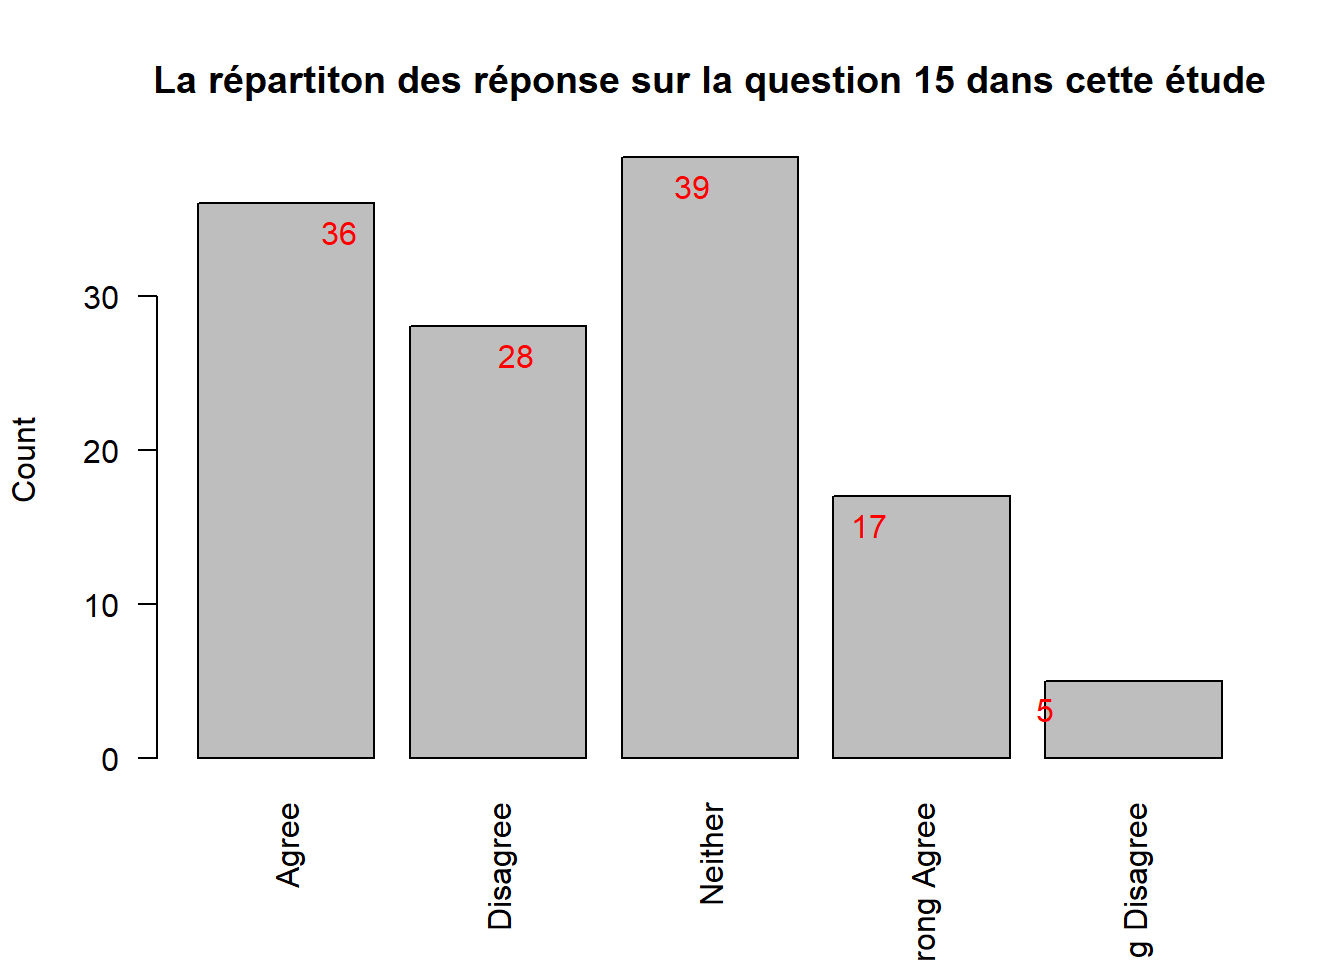 La répartiton des réponse sur la question 15 dans cette étude
Count
30
20
10
0
36
28
39
17
5
Agree
Disagree
Neither
rong Agree
g Disagree